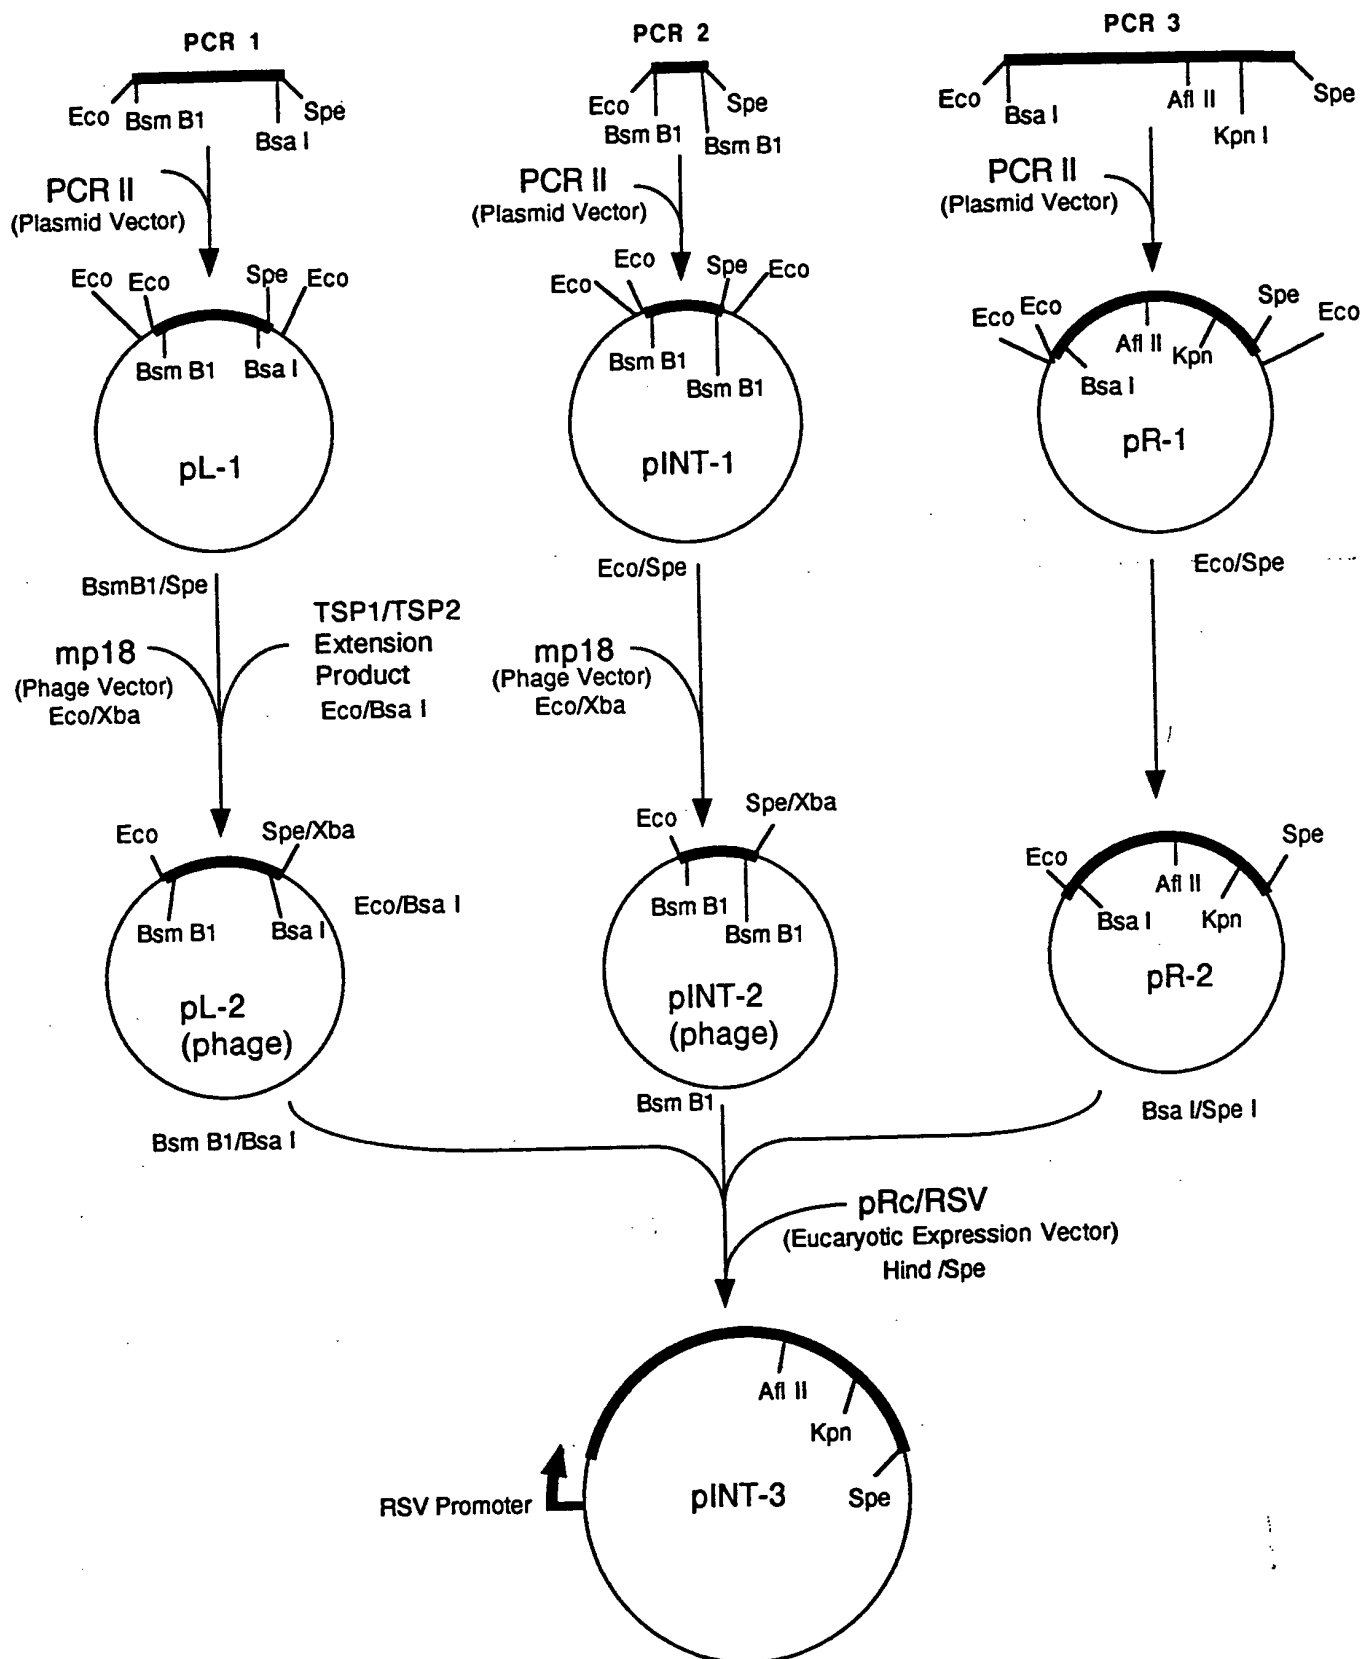 PCR 1
Eco
Bsm B1
Bsa I
Spe
PCR II
(Plasmid Vector)
Eco
Eco
Spe
Eco
Bsm B1
Bsa I
pL-1
BsmB1/Spe
mp18
(Phage Vector)
Eco/Xba
TSP1/TSP2
Extension
Product
Eco/Bsa I
Eco
Spe/Xba
Bsm B1
Bsa I
Eco/Bsa I
pL-2
(phage)
Bsm B1/Bsa I
PCR 2
Eco
Bsm B1
Spe
Bsm B1
PCR II
(Plasmid Vector)
Eco
Eco
Spe
Eco
Bsm B1
Bsm B1
pINT-1
Eco/Spe
mp18
(Phage Vector)
Eco/Xba
Eco
Spe/Xba
Bsm B1
Bsm B1
pINT-2
(phage)
Bsm B1
PCR 3
Eco
Bsa I
Afl II
Kpn I
Spe
PCR II
(Plasmid Vector)
Eco
Eco
Spe
Eco
Afl II
Kpn
Bsa I
pR-1
Eco/Spe
Eco
Spe
Afl II
Bsa I
Kpn
pR-2
Bsa I/Spe I
pRc/RSV
(Eucaryotic Expression Vector)
Hind /Spe
Afl II
Kpn
Spe
RSV Promoter
pINT-3